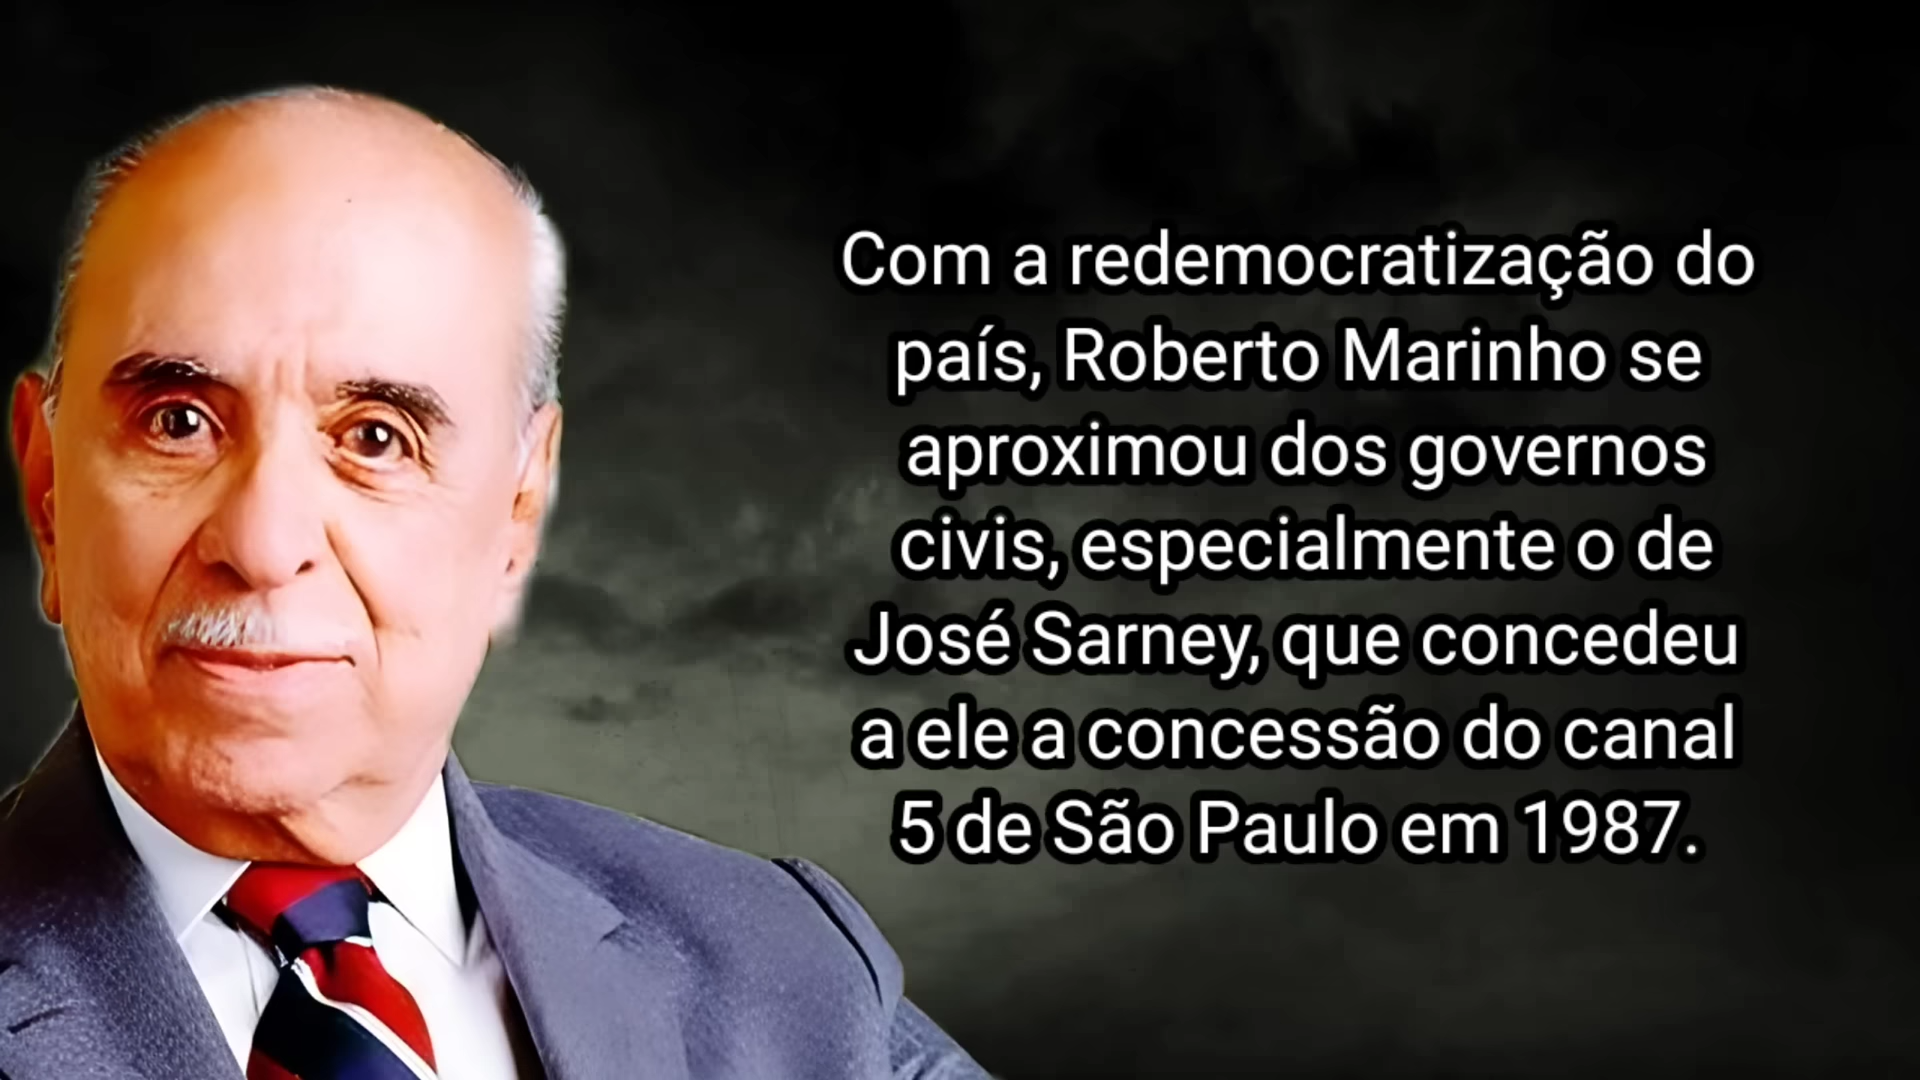 Com a redemocratização do
país, Roberto Marinho se
aproximou dos governos
civis, especialmente o de
José Sarney, que concedeu
a ele a concessão do canal
5 de São Paulo em 1987.